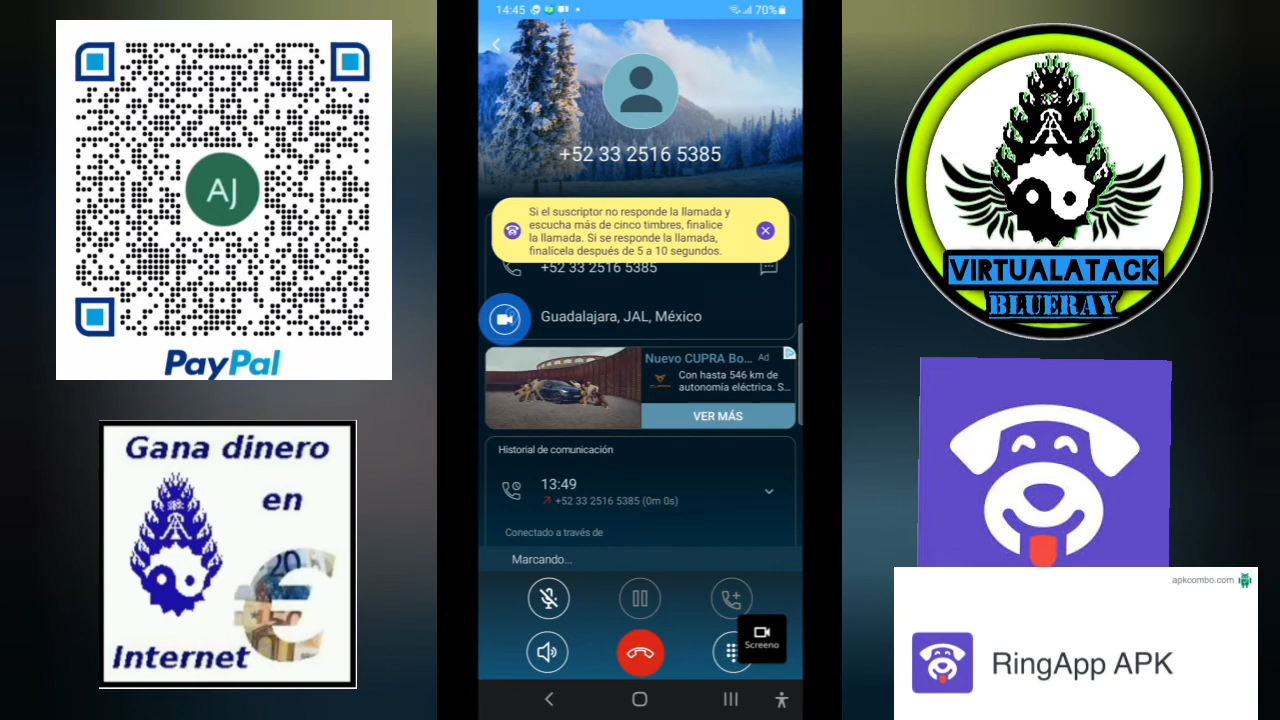 AJ
PayPal
Gana dinero
en
Internet
14:45
70%
+52 33 2516 5385
Si el suscriptor no responde la llamada y
escucha más de cinco timbres, finalice
la llamada. Si se responde la llamada,
finalícela después de 5 a 10 segundos.
+52 33 2516 5385
Guadalajara, JAL, México
Nuevo CUPRA Bo... Ad
Con hasta 546 km de
autonomía eléctrica. S...
VER MÁS
Historial de comunicación
13:49
+52 33 2516 5385 (0m 0s)
Conectado a través de
Marcando...
Screeno
VIRTUALATACK
BLUERAY
apkcombo.com
RingApp APK